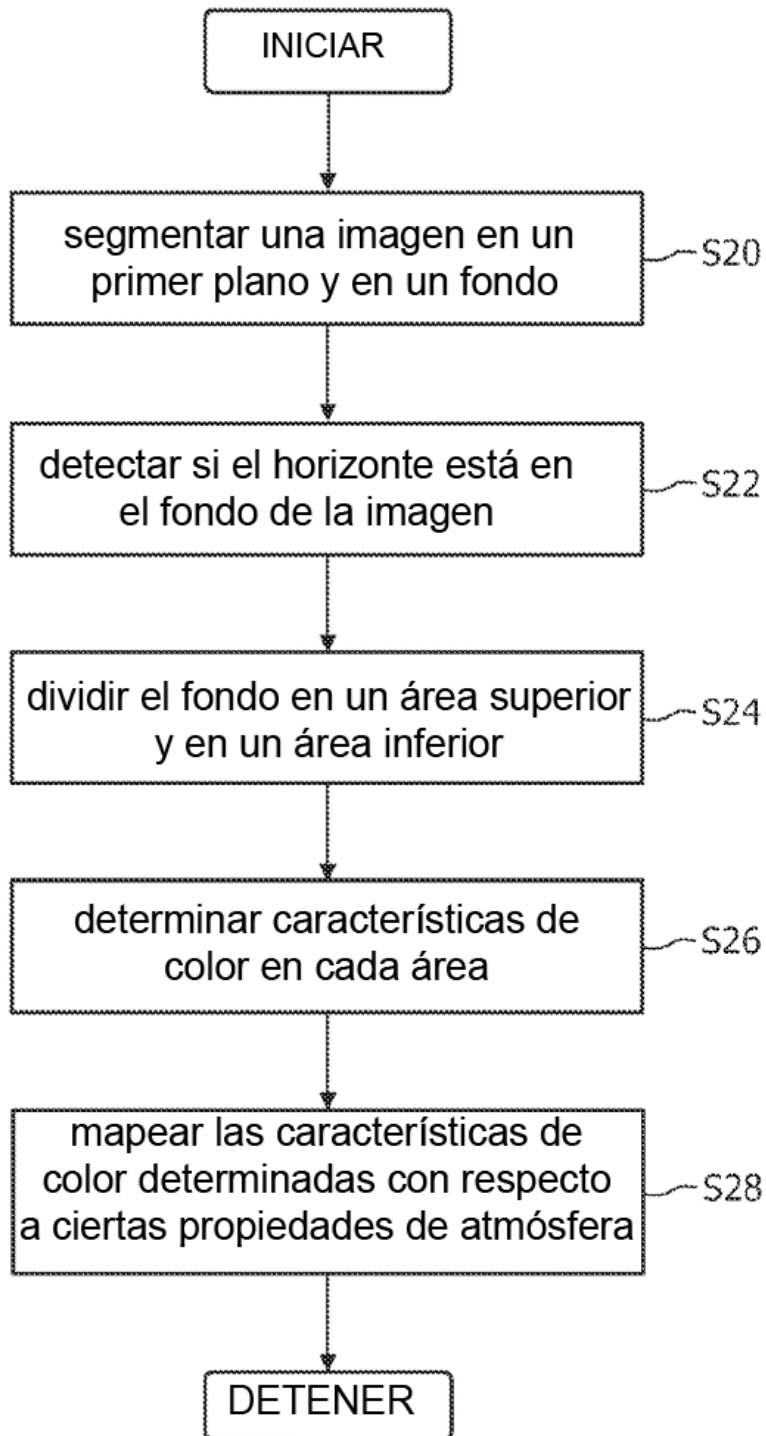 INICIAR
segmentar una imagen en un
primer plano y en un fondo
S20
detectar si el horizonte está en
el fondo de la imagen
S22
dividir el fondo en un área superior
y en un área inferior
S24
determinar características de
color en cada área
S26
mapear las características de
color determinadas con respecto
a ciertas propiedades de atmósfera
S28
DETENER